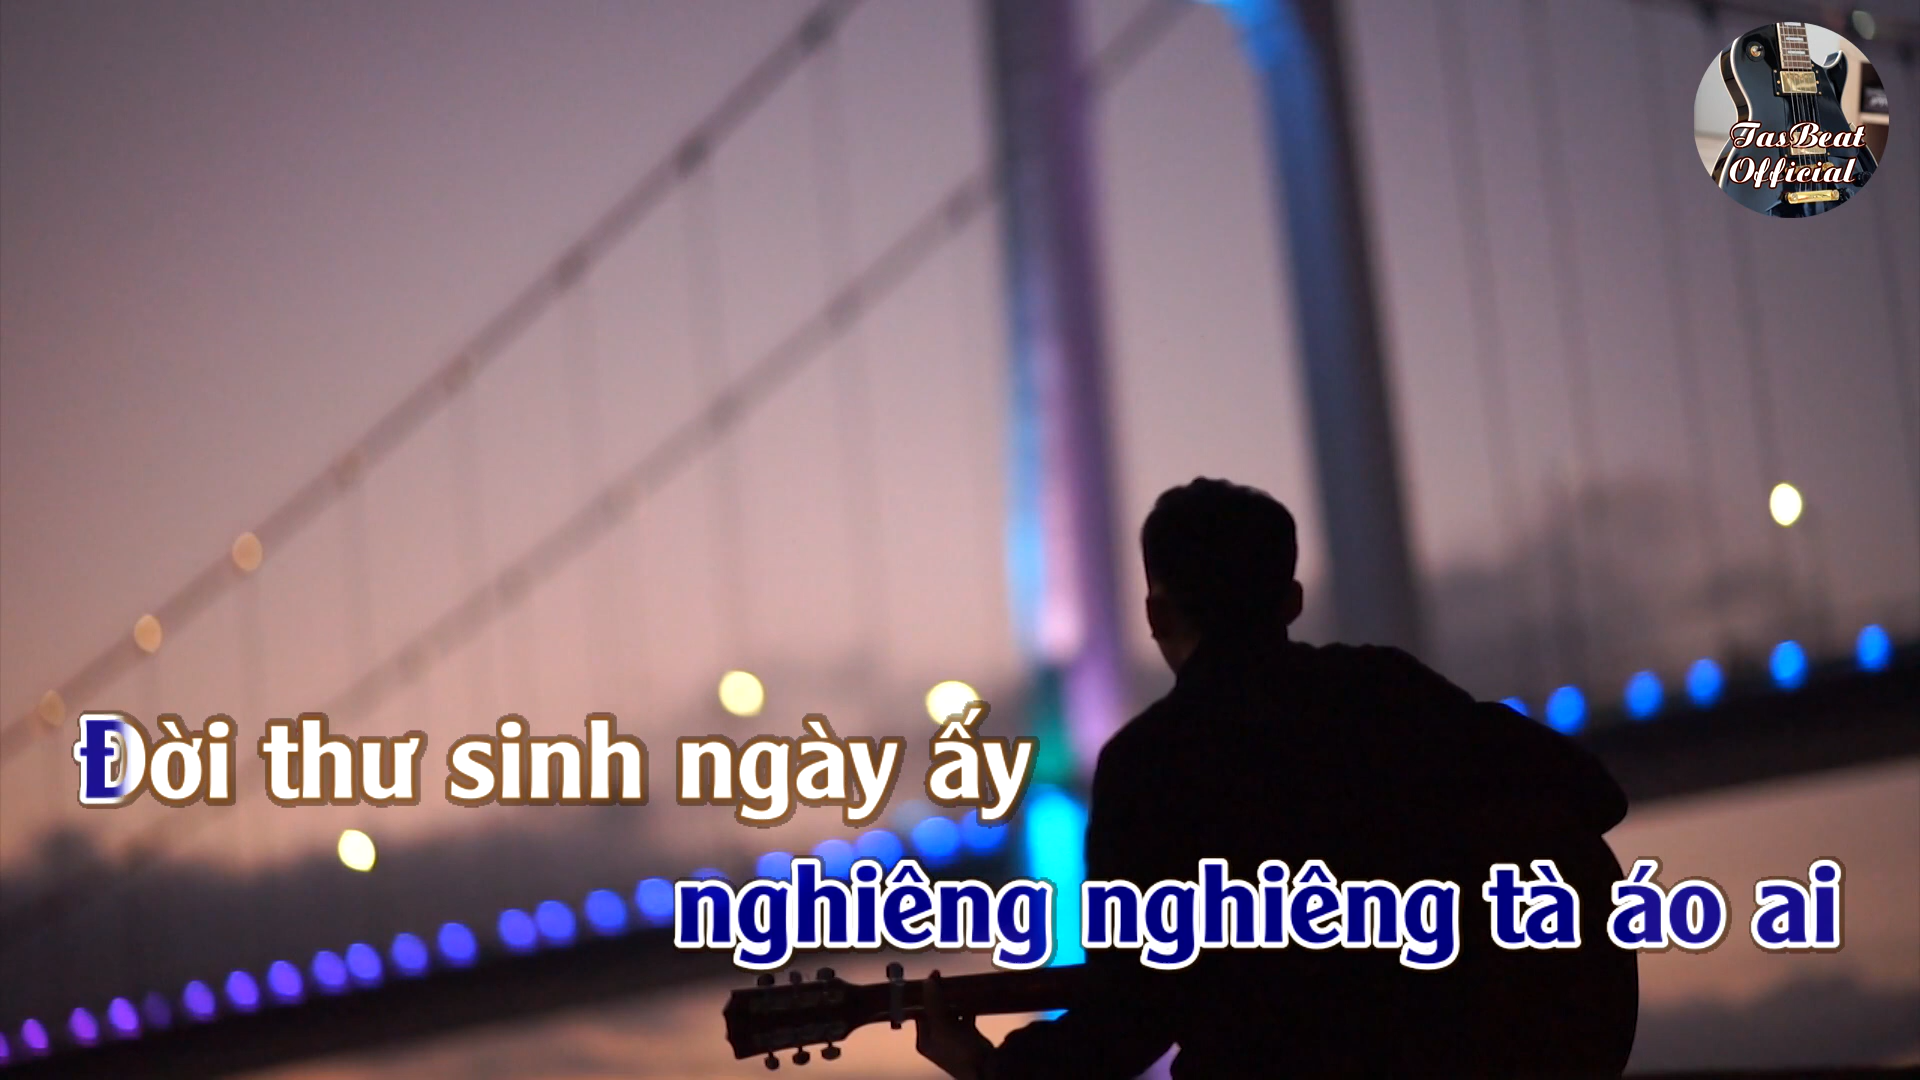 TasBeat
Official
Đời thư sinh ngày ấy
nghiêng nghiêng tà áo ai